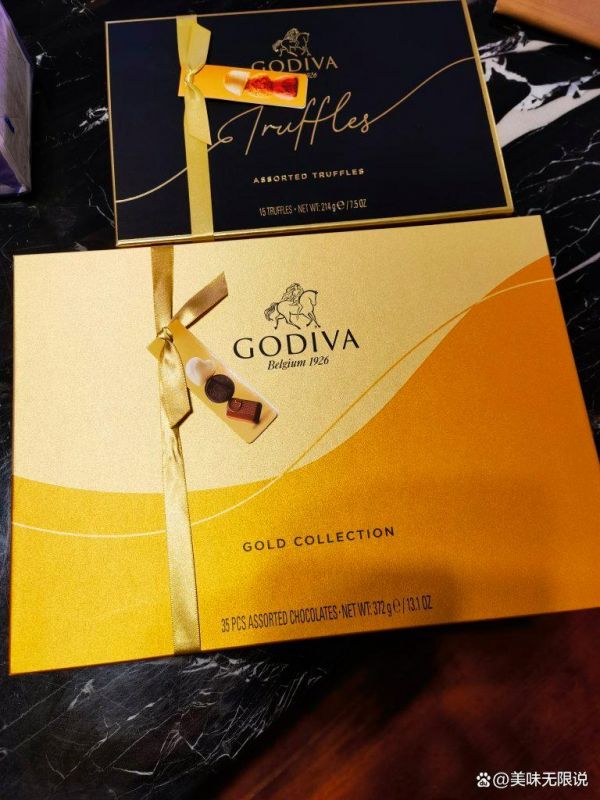 GODIVA
1926
Truffles
ASSORTED TRUFFLES
15 TRUFFLES • NET WT: 214 g ℮ / 7.5 OZ
GODIVA
Belgium 1926
GOLD COLLECTION
35 PCS ASSORTED CHOCOLATES • NET WT: 372 g ℮ / 13.1 OZ
@美味无限说